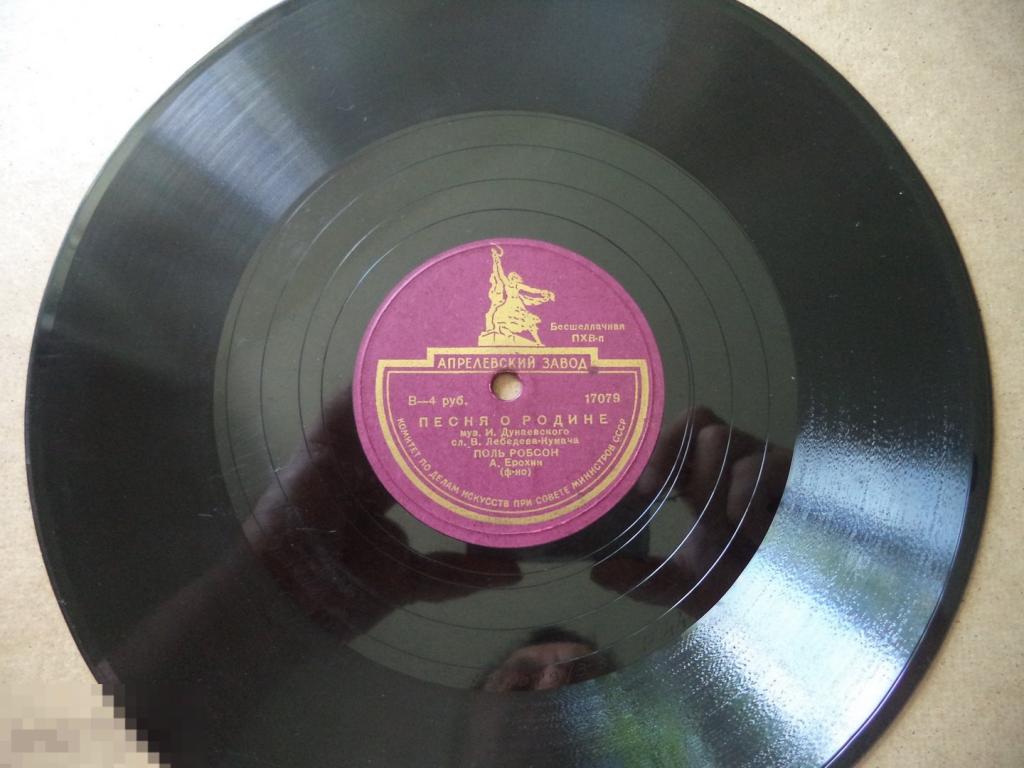 Бесшеллачная
ПХВ-п
АПРЕЛЕВСКИЙ ЗАВОД
В—4 руб. 17079
ПЕСНЯ О РОДИНЕ
муз. И. Дунаевского
сл. В. Лебедева-Кумача
ПОЛЬ РОБСОН
А. Ерохин
(ф-но)
КОМИТЕТ ПО ДЕЛАМ ИСКУССТВ ПРИ СОВЕТЕ МИНИСТРОВ СССР